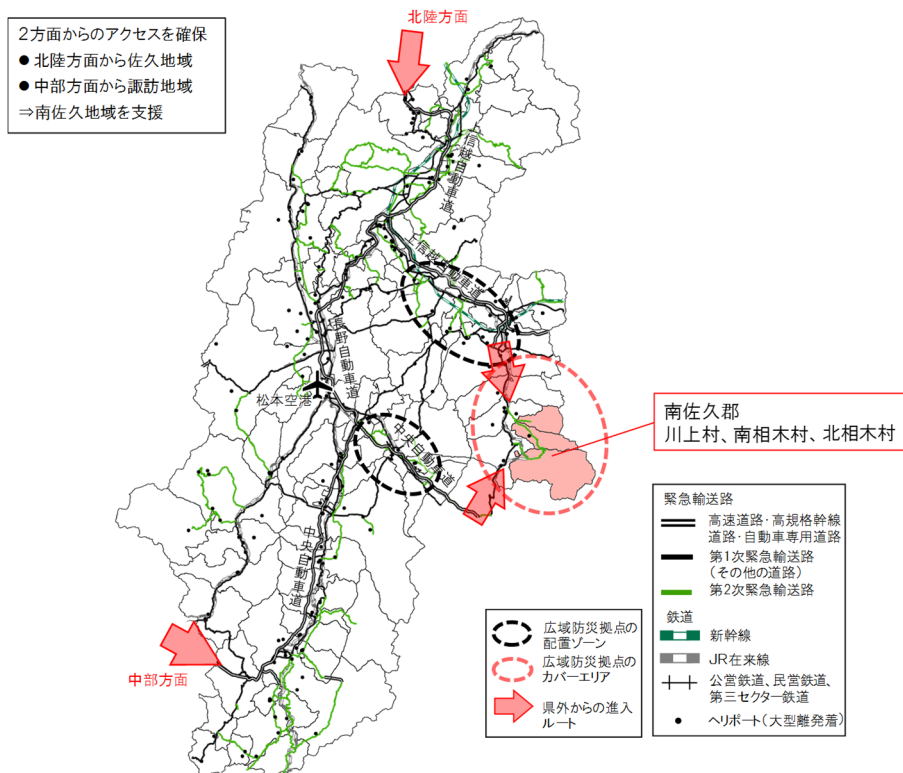 2方面からのアクセスを確保
● 北陸方面から佐久地域
● 中部方面から諏訪地域
⇒南佐久地域を支援
北陸方面
上信越自動車道
上信越自動車道
長野自動車道
松本空港
中央自動車道
南佐久郡
川上村、南相木村、北相木村
中央自動車道
中部方面
広域防災拠点の
配置ゾーン
広域防災拠点の
カバーエリア
県外からの進入
ルート
緊急輸送路
高速道路・高規格幹線
道路・自動車専用道路
第1次緊急輸送路
(その他の道路)
第2次緊急輸送路
鉄道
新幹線
JR在来線
公営鉄道、民営鉄道、
第三セクター鉄道
ヘリポート(大型離発着)